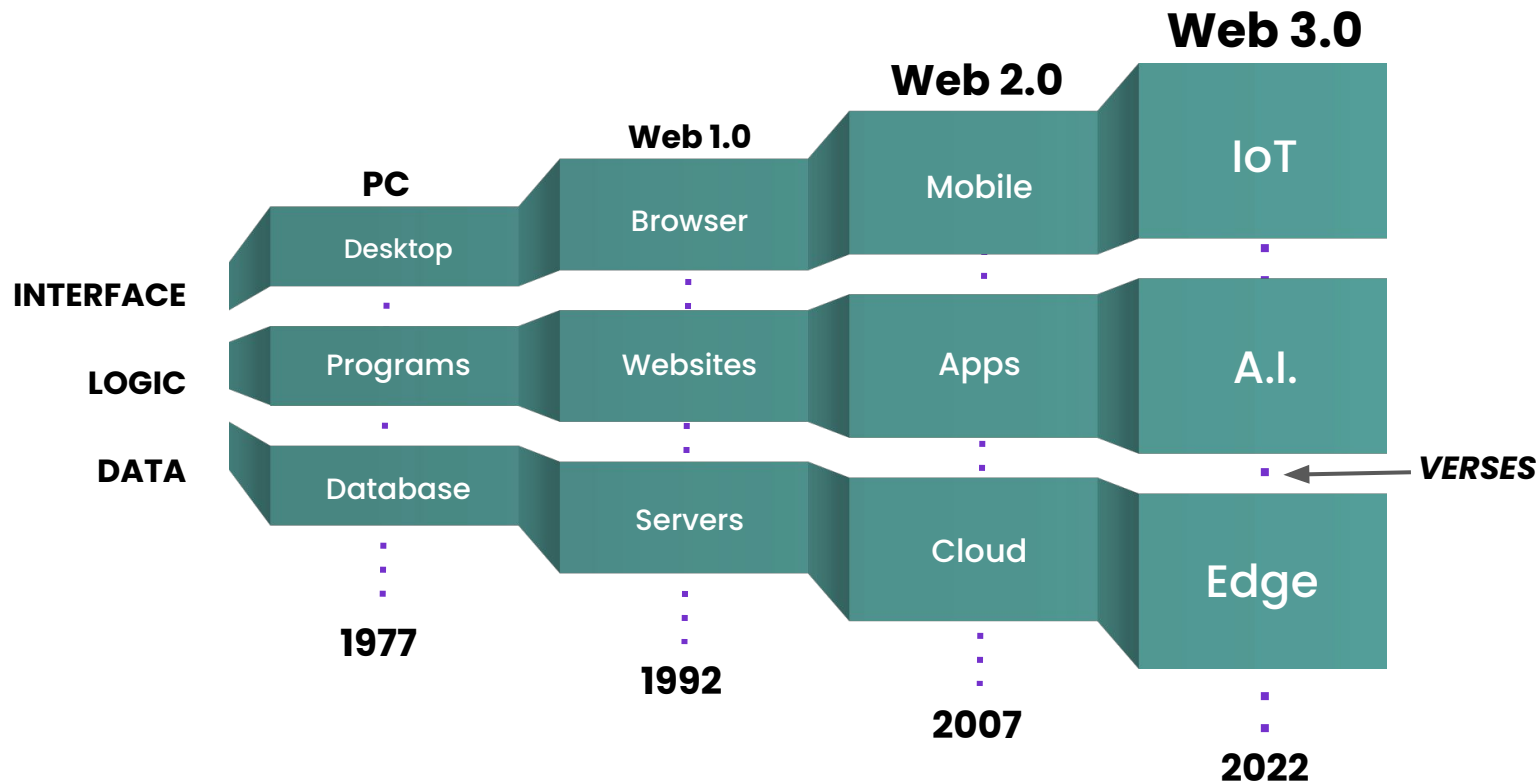 Web 3.0
Web 2.0
Web 1.0
PC
IoT
Mobile
Browser
Desktop
INTERFACE
Programs
Websites
Apps
A.I.
LOGIC
DATA
VERSES
Database
Servers
Cloud
Edge
1977
1992
2007
2022